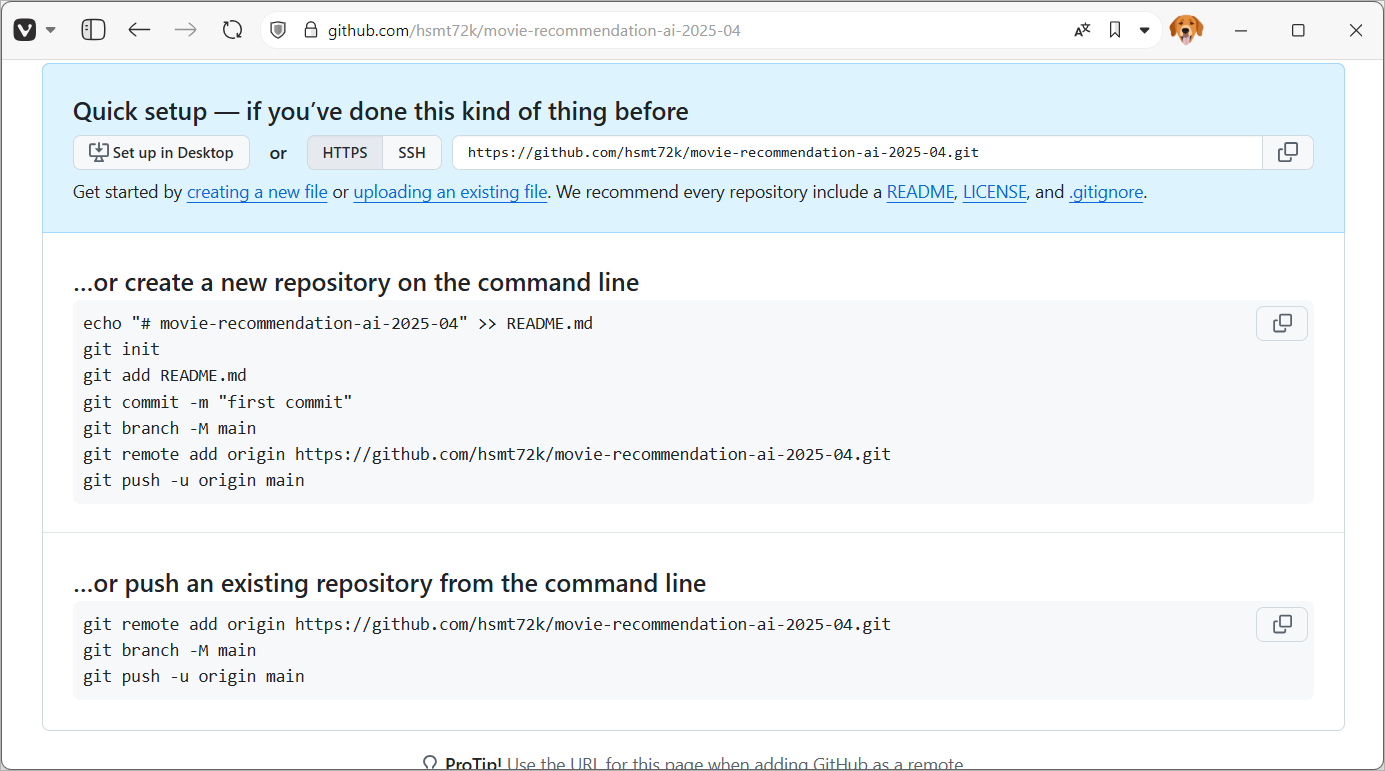 github.com/hsmt72k/movie-recommendation-ai-2025-04
Quick setup — if you’ve done this kind of thing before
Set up in Desktop or HTTPS SSH https://github.com/hsmt72k/movie-recommendation-ai-2025-04.git
Get started by creating a new file or uploading an existing file. We recommend every repository include a README, LICENSE, and .gitignore.
…or create a new repository on the command line
echo "# movie-recommendation-ai-2025-04" >> README.md
git init
git add README.md
git commit -m "first commit"
git branch -M main
git remote add origin https://github.com/hsmt72k/movie-recommendation-ai-2025-04.git
git push -u origin main
…or push an existing repository from the command line
git remote add origin https://github.com/hsmt72k/movie-recommendation-ai-2025-04.git
git branch -M main
git push -u origin main
ProTip! Use the URL for this page when adding GitHub as a remote